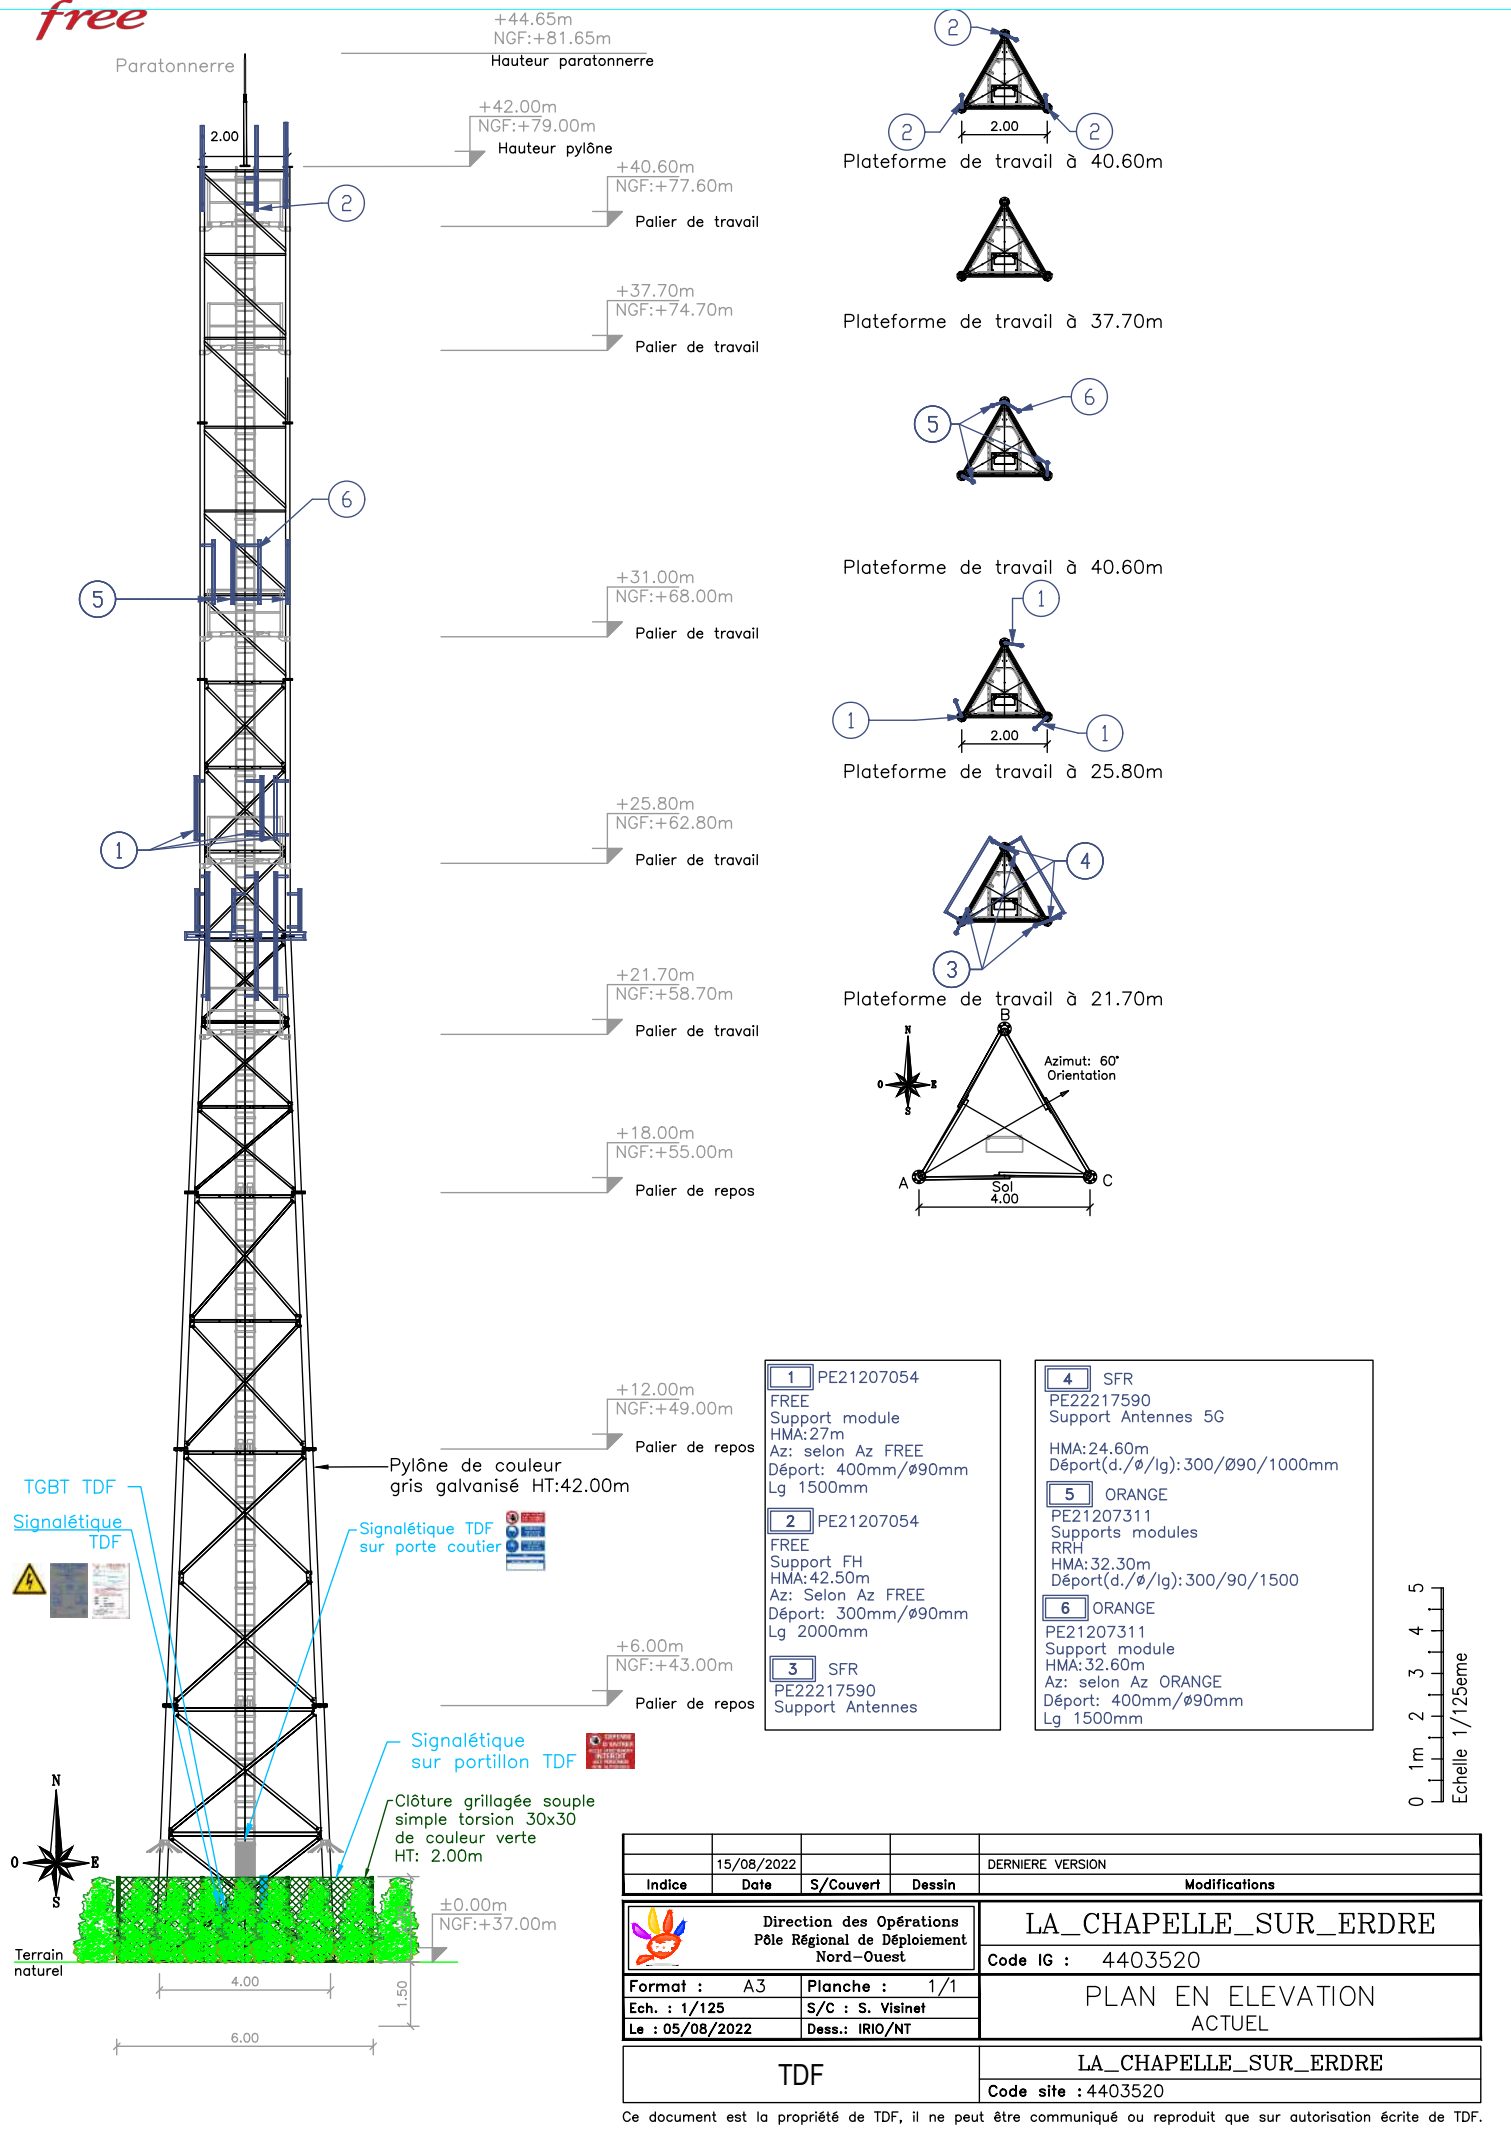 free
Paratonnerre
2.00
+44.65m
NGF:+81.65m
Hauteur paratonnerre
+42.00m
NGF:+79.00m
Hauteur pylône
2
+40.60m
NGF:+77.60m
Palier de travail
+37.70m
NGF:+74.70m
Palier de travail
6
5
+31.00m
NGF:+68.00m
Palier de travail
1
+25.80m
NGF:+62.80m
Palier de travail
+21.70m
NGF:+58.70m
Palier de travail
+18.00m
NGF:+55.00m
Palier de repos
+12.00m
NGF:+49.00m
Palier de repos
+6.00m
NGF:+43.00m
Palier de repos
±0.00m
NGF:+37.00m
2
2
2
2.00
Plateforme de travail à 40.60m
Plateforme de travail à 37.70m
5
6
Plateforme de travail à 40.60m
1
1
1
2.00
Plateforme de travail à 25.80m
4
3
Plateforme de travail à 21.70m
B
N
O
E
S
Azimut: 60°
Orientation
A
C
Sol
4.00
Pylône de couleur
gris galvanisé HT:42.00m
TGBT TDF
Signalétique
TDF
Signalétique TDF
sur porte coutier
Signalétique
sur portillon TDF
DEFENSE
D'ENTRER
INTERDIT
Clôture grillagée souple
simple torsion 30x30
de couleur verte
HT: 2.00m
N
O
E
S
Terrain
naturel
4.00
1.50
6.00
1 PE21207054
FREE
Support module
HMA:27m
Az: selon Az FREE
Déport: 400mm/ø90mm
Lg 1500mm
2 PE21207054
FREE
Support FH
HMA:42.50m
Az: Selon Az FREE
Déport: 300mm/ø90mm
Lg 2000mm
3 SFR
PE22217590
Support Antennes
4 SFR
PE22217590
Support Antennes 5G
HMA:24.60m
Déport(d./ø/lg):300/Ø90/1000mm
5 ORANGE
PE21207311
Supports modules
RRH
HMA:32.30m
Déport(d./ø/lg):300/90/1500
6 ORANGE
PE21207311
Support module
HMA:32.60m
Az: selon Az ORANGE
Déport: 400mm/ø90mm
Lg 1500mm
0 1m 2 3 4 5
Echelle 1/125eme
15/08/2022 DERNIERE VERSION
Indice Date S/Couvert Dessin Modifications
Direction des Opérations
Pôle Régional de Déploiement
Nord-Ouest
LA_CHAPELLE_SUR_ERDRE
Code IG : 4403520
Format : A3 Planche : 1/1
Ech. : 1/125 S/C : S. Visinet
Le : 05/08/2022 Dess.: IRIO/NT
PLAN EN ELEVATION
ACTUEL
TDF
LA_CHAPELLE_SUR_ERDRE
Code site : 4403520
Ce document est la propriété de TDF, il ne peut être communiqué ou reproduit que sur autorisation écrite de TDF.